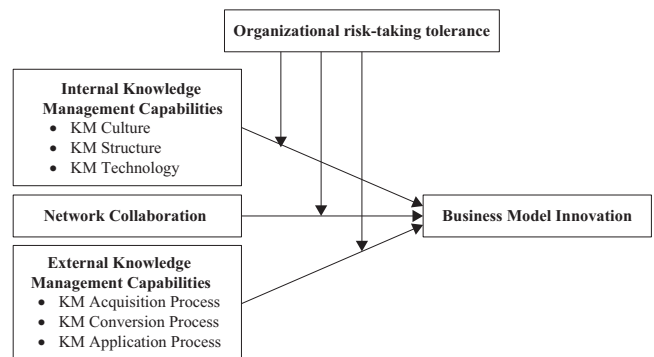 Organizational risk-taking tolerance
Internal Knowledge
Management Capabilities
• KM Culture
• KM Structure
• KM Technology
Network Collaboration
Business Model Innovation
External Knowledge
Management Capabilities
• KM Acquisition Process
• KM Conversion Process
• KM Application Process